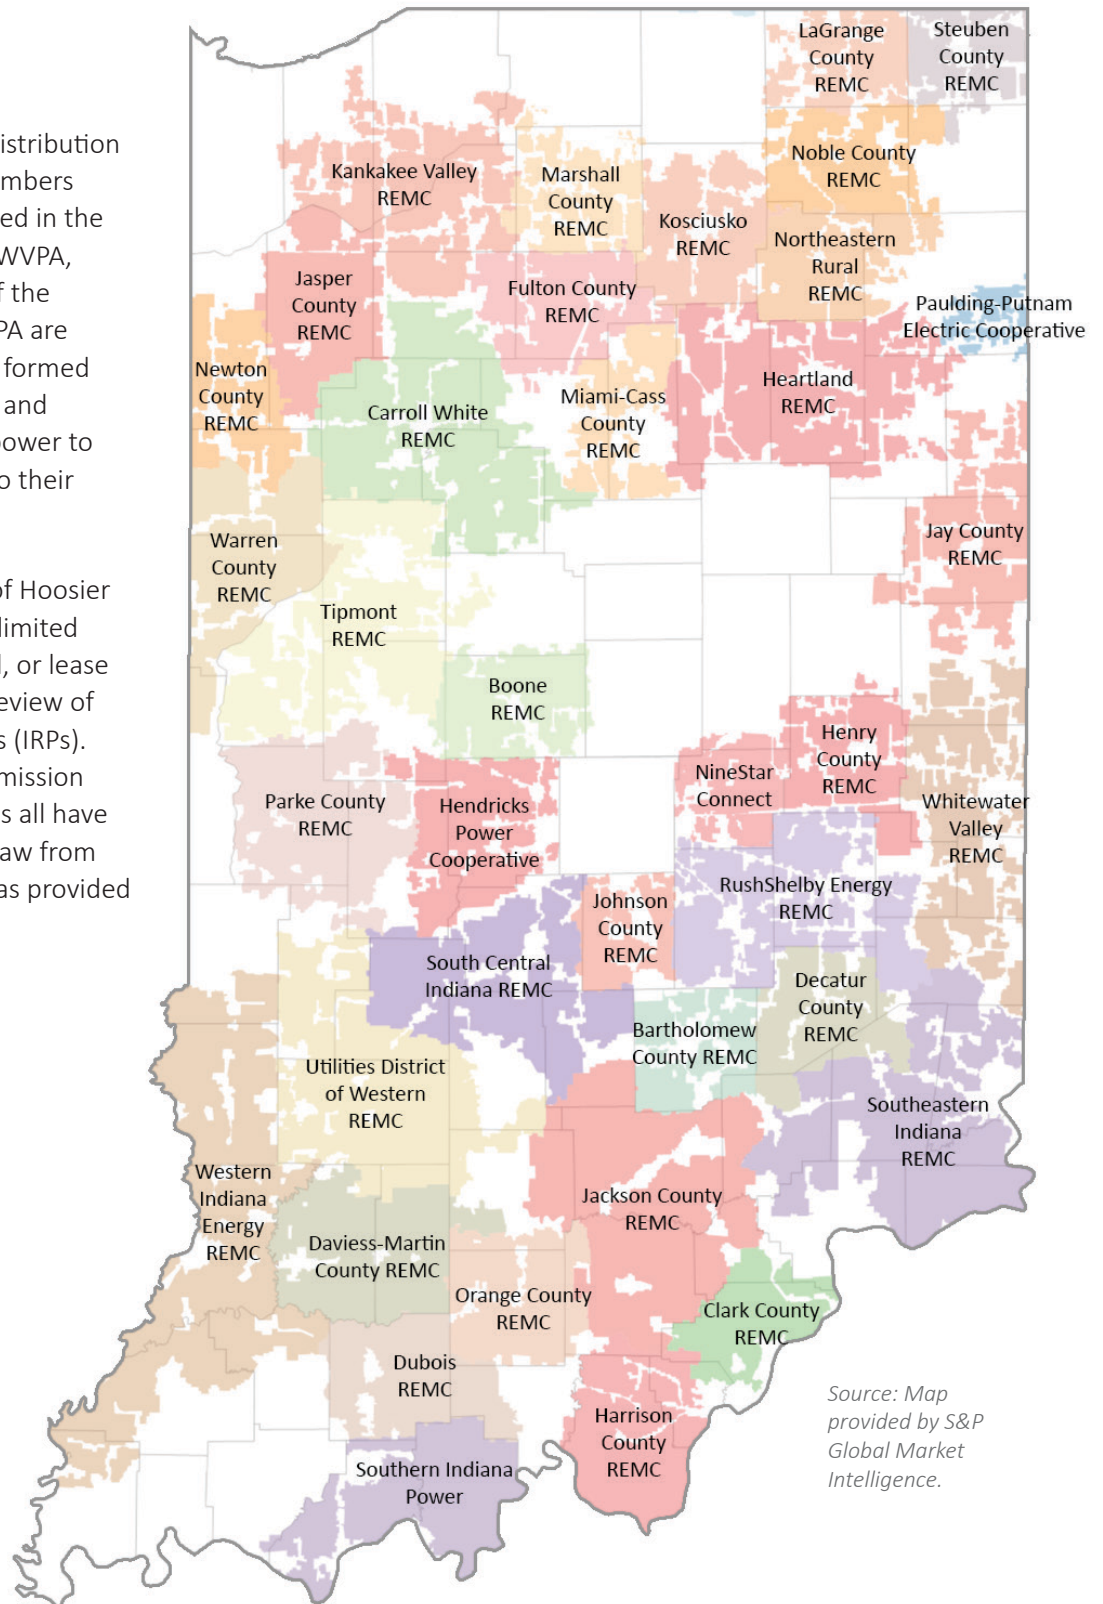 istribution
mbers
ed in the
WVPA,
f the
PA are
formed
and
power to
o their
of Hoosier
limited
l, or lease
eview of
s (IRPs).
mission
s all have
aw from
as provided
LaGrange
County
REMC
Steuben
County
REMC
Noble County
REMC
Kankakee Valley
REMC
Marshall
County
REMC
Kosciusko
REMC
Northeastern
Rural
REMC
Jasper
County
REMC
Fulton County
REMC
Paulding-Putnam
Electric Cooperative
Newton
County
REMC
Carroll White
REMC
Miami-Cass
County
REMC
Heartland
REMC
Warren
County
REMC
Jay County
REMC
Tipmont
REMC
Boone
REMC
Henry
County
REMC
NineStar
Connect
Parke County
REMC
Hendricks
Power
Cooperative
Whitewater
Valley
REMC
RushShelby Energy
REMC
Johnson
County
REMC
South Central
Indiana REMC
Decatur
County
REMC
Bartholomew
County REMC
Utilities District
of Western
REMC
Southeastern
Indiana
REMC
Western
Indiana
Energy
REMC
Jackson County
REMC
Daviess-Martin
County REMC
Orange County
REMC
Clark County
REMC
Dubois
REMC
Harrison
County
REMC
Southern Indiana
Power
Source: Map
provided by S&P
Global Market
Intelligence.